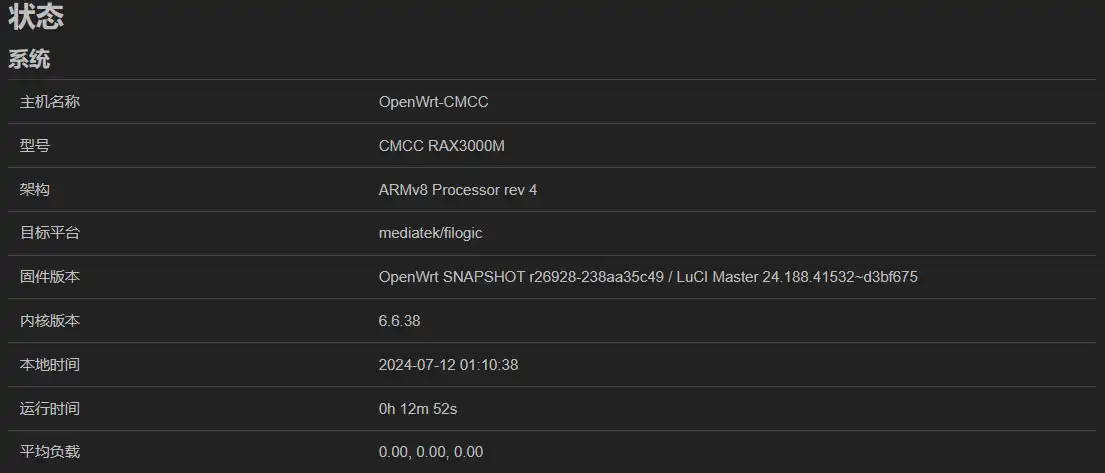 状态
系统
主机名称 OpenWrt-CMCC
型号 CMCC RAX3000M
架构 ARMv8 Processor rev 4
目标平台 mediatek/filogic
固件版本 OpenWrt SNAPSHOT r26928-238aa35c49 / LuCI Master 24.188.41532~d3bf675
内核版本 6.6.38
本地时间 2024-07-12 01:10:38
运行时间 0h 12m 52s
平均负载 0.00, 0.00, 0.00